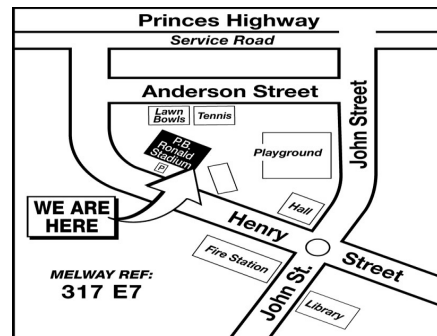 Princes Highway
Service Road
Anderson Street
Lawn
Bowls
Tennis
John Street
P.B.
Ronald
Stadium
Playground
P
WE ARE
HERE
Hall
Henry
Street
Fire Station
MELWAY REF:
317 E7
John St.
Library